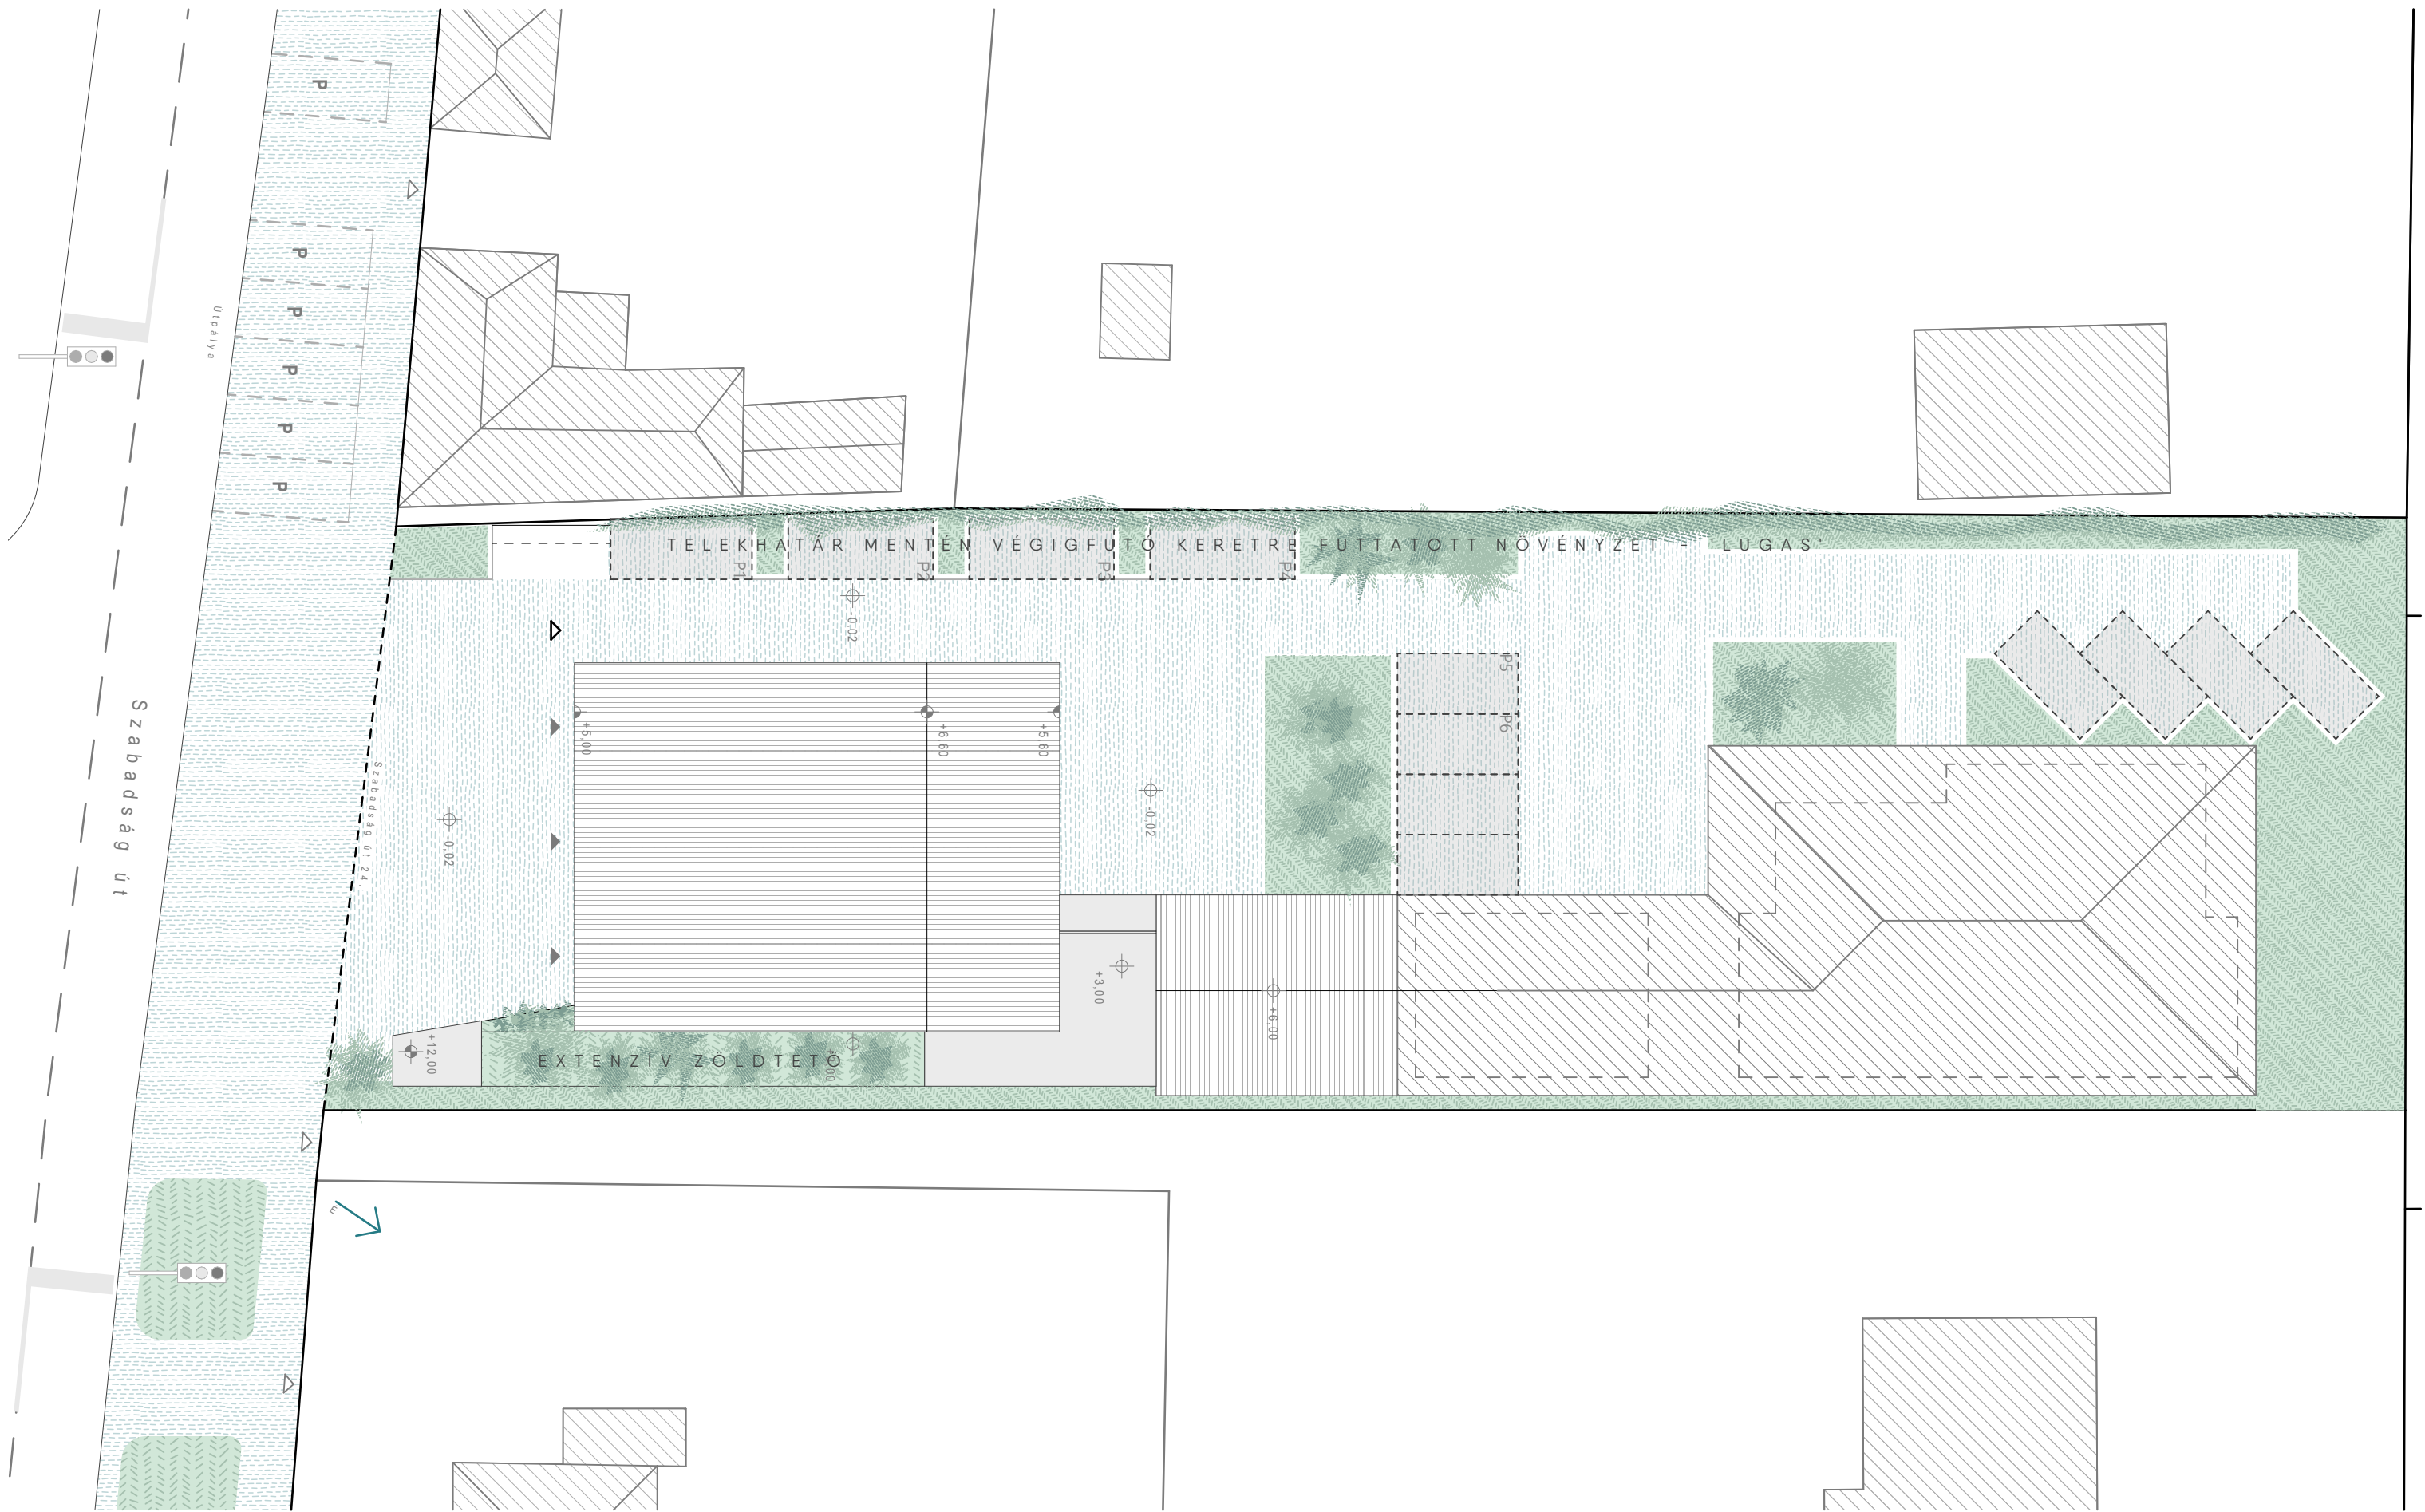 P
P
P
P
P
P
Útpálya
TELEKHATÁR MENTÉN VÉGIGFUTÓ KERETRE FUTTATOTT NÖVÉNYZET - 'LUGAS'
P1
P2
P3
P4
-0,02
P5
P6
Szabadság út
Szabadság út 24.
+5,00
+6,60
+5,60
-0,02
-0,02
+3,00
+6,00
+12,00
EXTENZÍV ZÖLDTETŐ